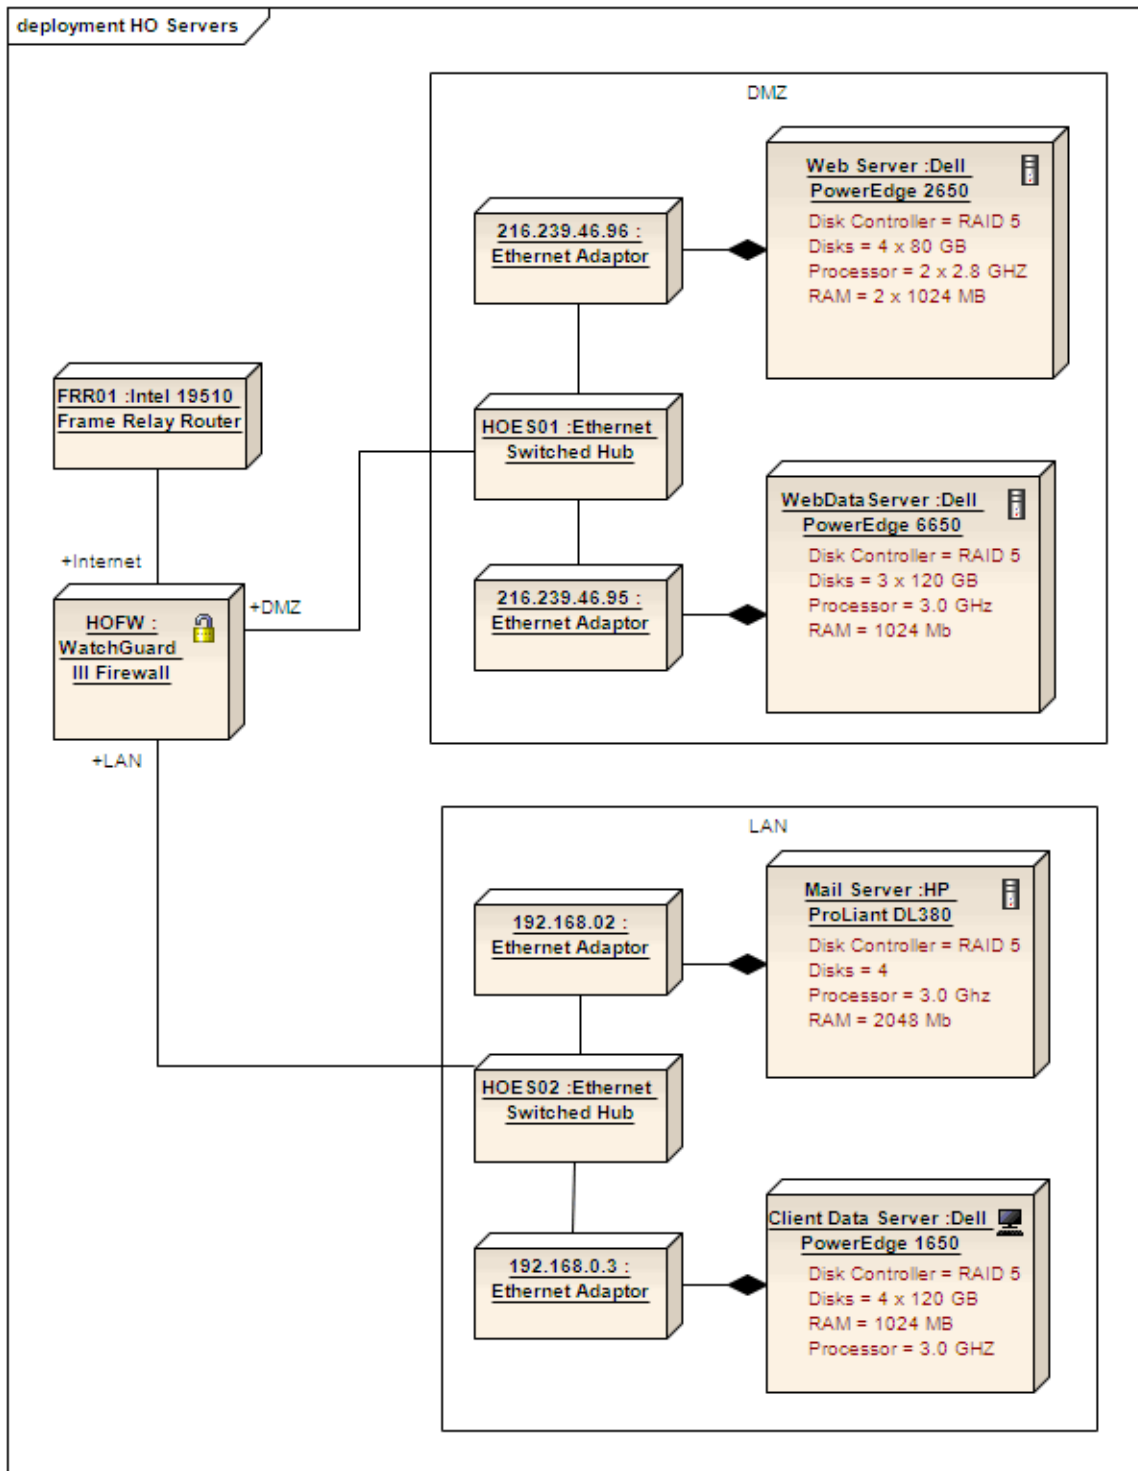 deployment HO Servers
DMZ
Web Server :Dell
PowerEdge 2650
Disk Controller = RAID 5
Disks = 4 x 80 GB
Processor = 2 x 2.8 GHZ
RAM = 2 x 1024 MB
216.239.46.96 :
Ethernet Adaptor
FRR01 :Intel 19510
Frame Relay Router
HOES01 :Ethernet
Switched Hub
WebDataServer :Dell
PowerEdge 6650
Disk Controller = RAID 5
Disks = 3 x 120 GB
Processor = 3.0 GHz
RAM = 1024 Mb
+Internet
216.239.46.95 :
Ethernet Adaptor
+DMZ
HOFW :
WatchGuard
III Firewall
+LAN
LAN
Mail Server :HP
ProLiant DL380
Disk Controller = RAID 5
Disks = 4
Processor = 3.0 Ghz
RAM = 2048 Mb
192.168.02 :
Ethernet Adaptor
HOES02 :Ethernet
Switched Hub
Client Data Server :Dell
PowerEdge 1650
Disk Controller = RAID 5
Disks = 4 x 120 GB
RAM = 1024 MB
Processor = 3.0 GHZ
192.168.0.3 :
Ethernet Adaptor